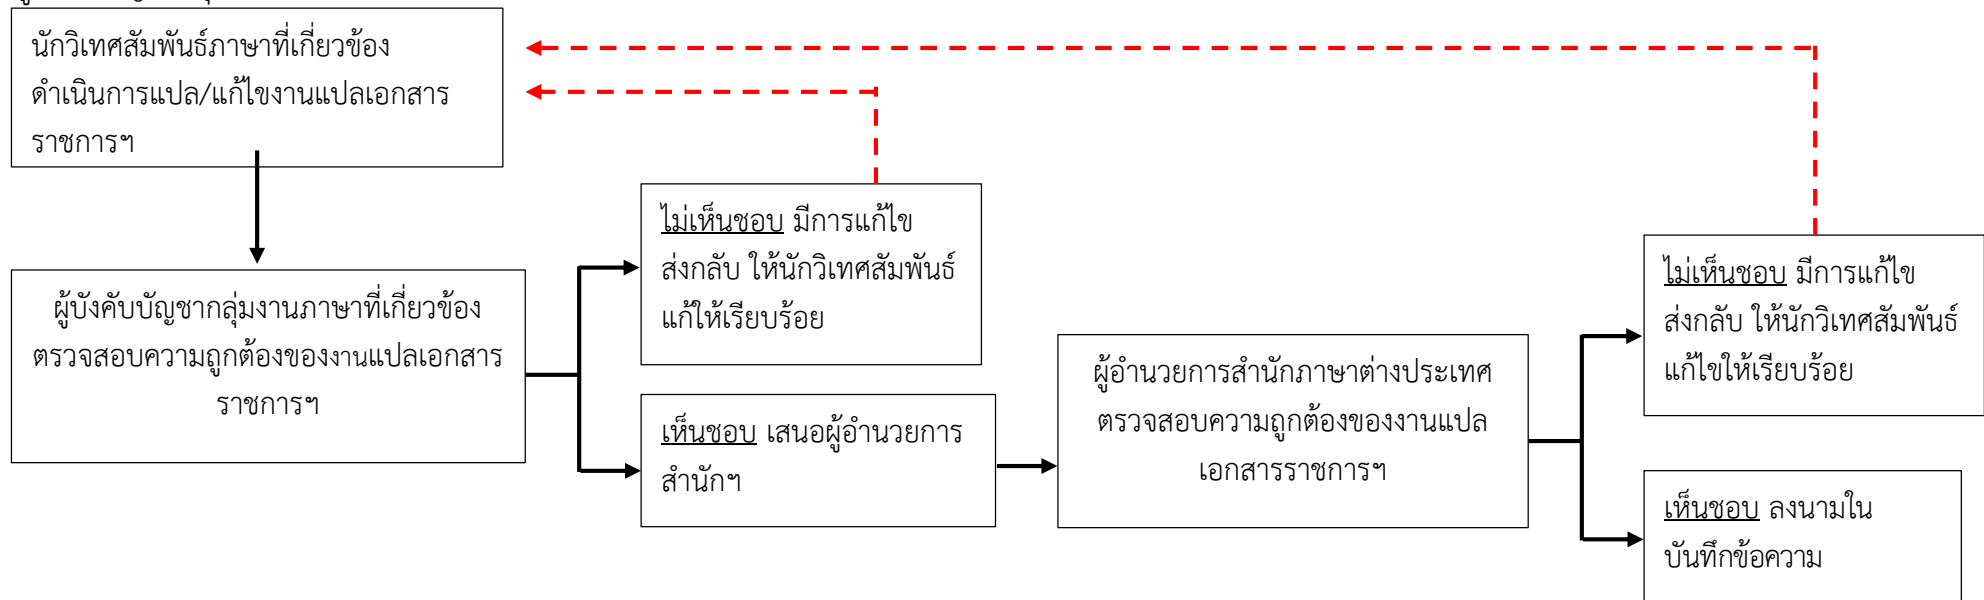 นักวิเทศสัมพันธ์ภาษาที่เกี่ยวข้อง
ดำเนินการแปล/แก้ไขงานแปลเอกสาร
ราชการฯ
ผู้บังคับบัญชากลุ่มงานภาษาที่เกี่ยวข้อง
ตรวจสอบความถูกต้องของงานแปลเอกสาร
ราชการฯ
ไม่เห็นชอบ มีการแก้ไข
ส่งกลับ ให้นักวิเทศสัมพันธ์
แก้ให้เรียบร้อย
เห็นชอบ เสนอผู้อำนวยการ
สำนักฯ
ผู้อำนวยการสำนักภาษาต่างประเทศ
ตรวจสอบความถูกต้องของงานแปล
เอกสารราชการฯ
ไม่เห็นชอบ มีการแก้ไข
ส่งกลับ ให้นักวิเทศสัมพันธ์
แก้ไขให้เรียบร้อย
เห็นชอบ ลงนามใน
บันทึกข้อความ